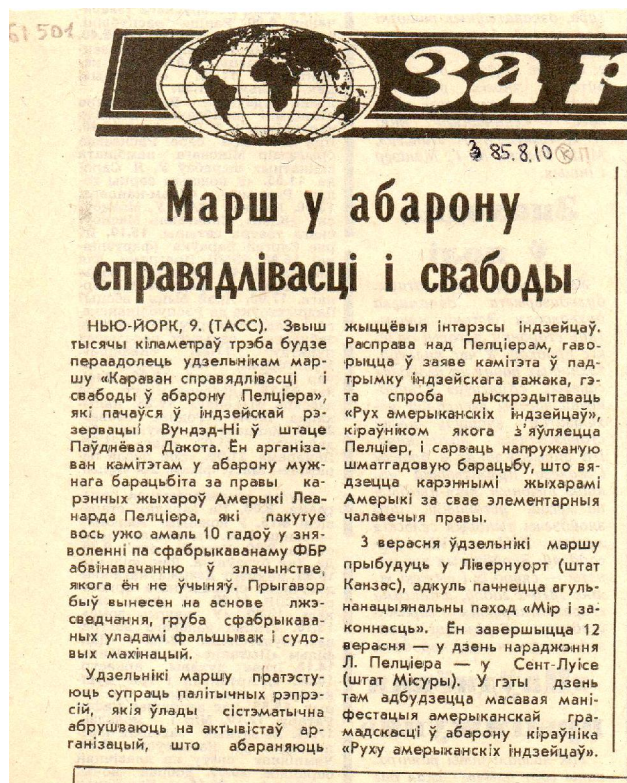 61501
за р
З 85.8.10 К
Марш у абарону
справядлівасці і свабоды
НЬЮ-ЙОРК, 9. (ТАСС). Звыш
тысячы кіламетраў трэба будзе
пераадолець удзельнікам мар-
шу «Караван справядлівасці і
свабоды ў абарону Пелціера»,
які пачаўся ў індзейскай рэ-
зервацыі Вундэд-Ні ў штаце
Паўднёвая Дакота. Ён арганіза-
ван камітэтам у абарону муж-
нага барацьбіта за правы ка-
рэнных жыхароў Амерыкі Леа-
нарда Пелціера, які пакутуе
вось ужо амаль 10 гадоў у зня-
воленні па сфабрыкаванаму ФБР
абвінавачанню ў злачынстве,
якога ён не ўчыняў. Прыгавор
быў вынесен на аснове лжэ-
сведчання, груба сфабрыкава-
ных уладамі фальшывак і судо-
вых махінацый.
Удзельнікі маршу пратэсту-
юць супраць палітычных рэпрэ-
сій, якія ўлады сістэматычна
абрушваюць на актывістаў ар-
ганізацый, што абараняюць
жыццёвыя інтарэсы індзейцаў.
Расправа над Пелціерам, гаво-
рыцца ў заяве камітэта ў пад-
трымку індзейскага важака, гэ-
та спроба дыскрэдытаваць
«Рух амерыканскіх індзейцаў»,
кіраўніком якога з'яўляецца
Пелціер, і сарваць напружаную
шматгадовую барацьбу, што вя-
дзецца карэннымі жыхарамі
Амерыкі за свае элементарныя
чалавечыя правы.
3 верасня ўдзельнікі маршу
прыбудуць у Лівернуорт (штат
Канзас), адкуль пачнецца агуль-
нанацыянальны паход «Мір і за-
коннасць». Ён завершыцца 12
верасня — у дзень нараджэння
Л. Пелціера — у Сент-Луісе
(штат Місуры). У гэты дзень
там адбудзецца масавая мані-
фестацыя амерыканскай гра-
мадскасці ў абарону кіраўніка
«Руху амерыканскіх індзейцаў».